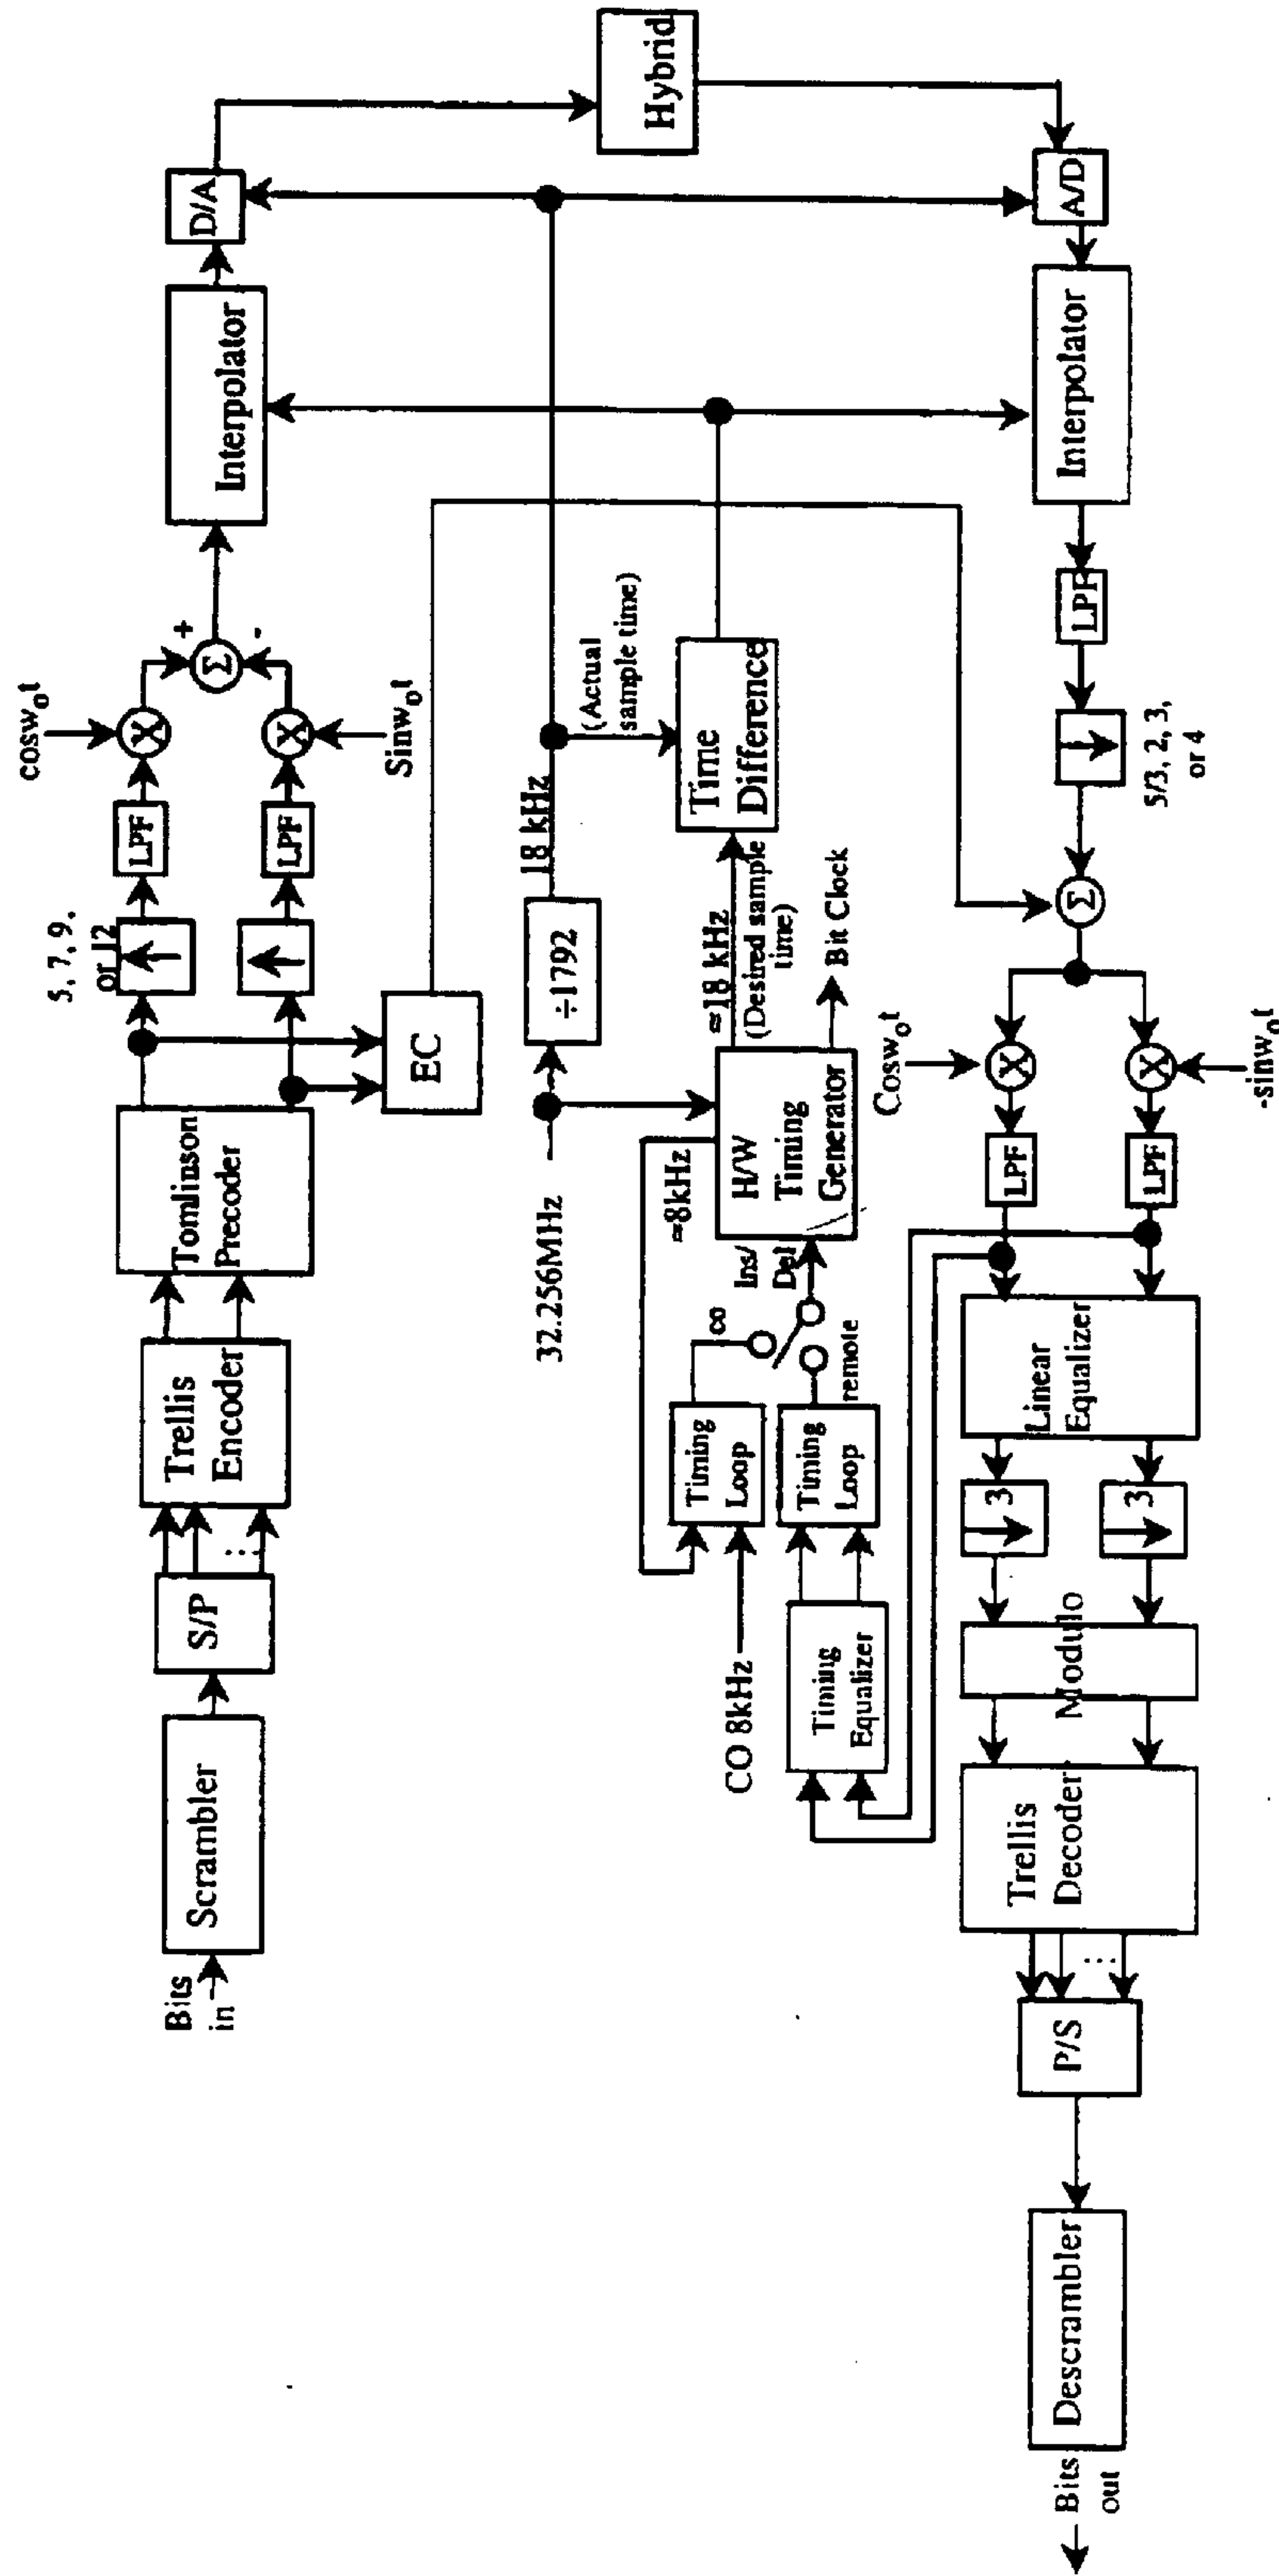 Bits
in
Scrambler
S/P
Trellis
Encoder
Tomlinson
Precoder
EC
5, 7, 9,
or 12
LPF
LPF
cosw₀t
Sinw₀t
X
X
Σ
+
-
Interpolator
D/A
Hybrid
32.256MHz
÷1792
18 kHz
(Actual
sample time)
Time
Difference
≈18 kHz
(Desired sample
time)
Bit Clock
H/W
Timing
Generator
≈8kHz
Ins/
Del
co
remote
Timing
Loop
Timing
Loop
CO 8kHz
Timing
Equalizer
A/D
Interpolator
LPF
5/3, 2, 3,
or 4
Σ
Cosw₀t
-sinw₀t
X
X
LPF
LPF
Linear
Equalizer
3
3
Modulo
Trellis
Decoder
P/S
Descrambler
Bits
out